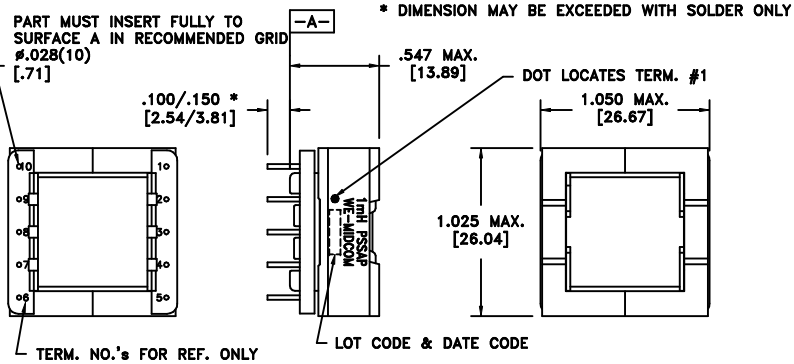 PART MUST INSERT FULLY TO
SURFACE A IN RECOMMENDED GRID
ø.028(10)
[.71]
-A-
* DIMENSION MAY BE EXCEEDED WITH SOLDER ONLY
.547 MAX.
[13.89]
DOT LOCATES TERM. #1
.100/.150 *
[2.54/3.81]
1.050 MAX.
[26.67]
10 1
9 2
8 3
7 4
6 5
1mH PSSAP
WE-MIDCOM
1.025 MAX.
[26.04]
TERM. NO.'s FOR REF. ONLY
LOT CODE & DATE CODE